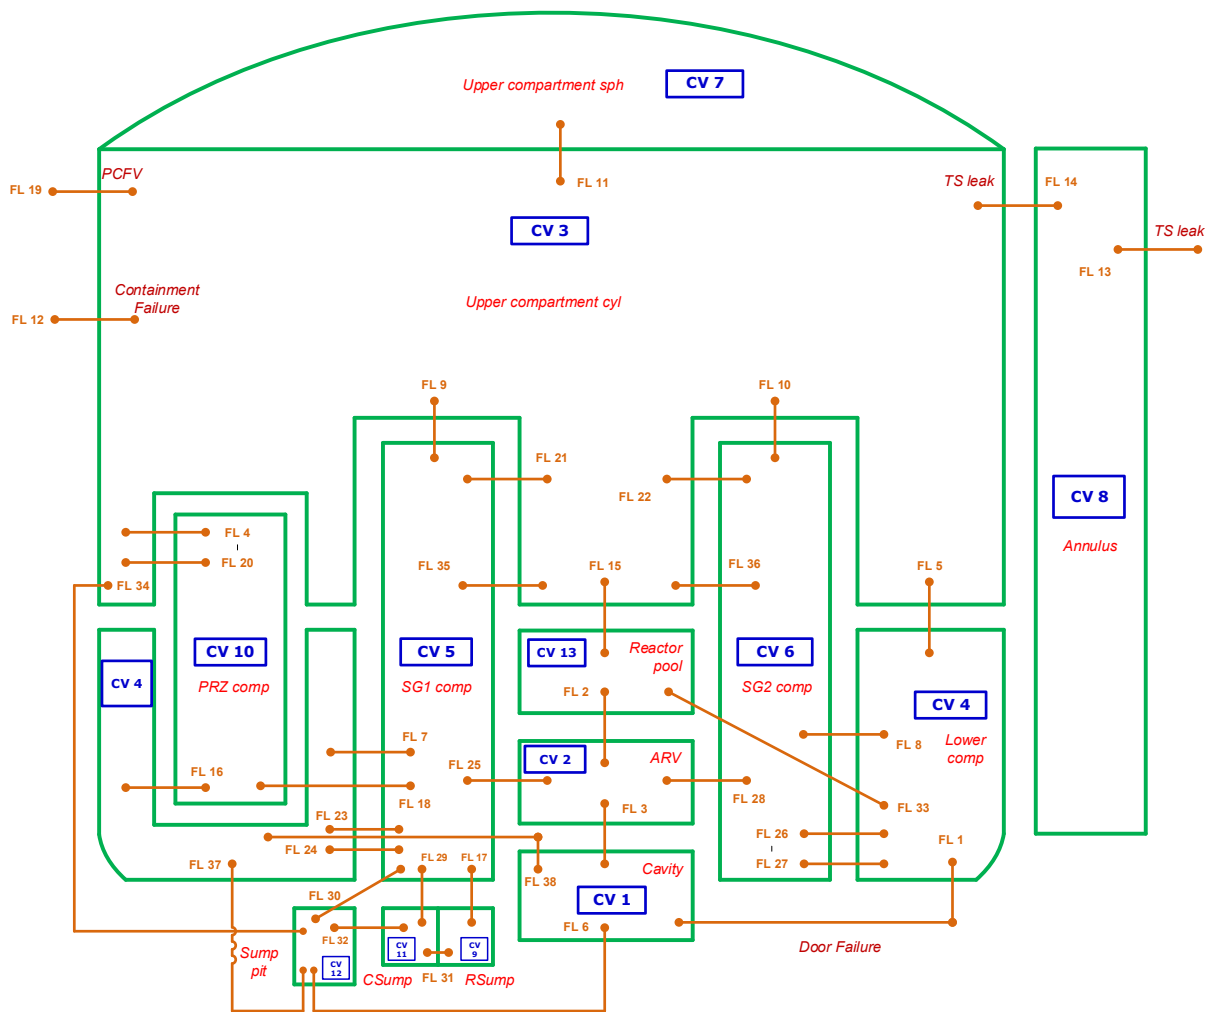 Upper compartment sph
CV 7
PCFV
FL 19
FL 11
TS leak
FL 14
CV 3
TS leak
FL 13
Containment
Failure
FL 12
Upper compartment cyl
FL 9
FL 10
FL 21
FL 22
CV 8
Annulus
FL 4
FL 20
FL 34
FL 35
FL 15
FL 36
FL 5
CV 4
CV 10
PRZ comp
CV 5
SG1 comp
CV 13
Reactor
pool
FL 2
CV 6
SG2 comp
CV 4
Lower
comp
FL 7
FL 8
FL 25
CV 2
ARV
FL 16
FL 18
FL 3
FL 28
FL 33
FL 23
FL 24
FL 26
FL 27
FL 1
FL 37
FL 29
FL 17
FL 38
Cavity
FL 30
CV 1
FL 32
FL 6
CV
11
CV
9
Door Failure
Sump
pit
CV
12
CSump
FL 31
RSump